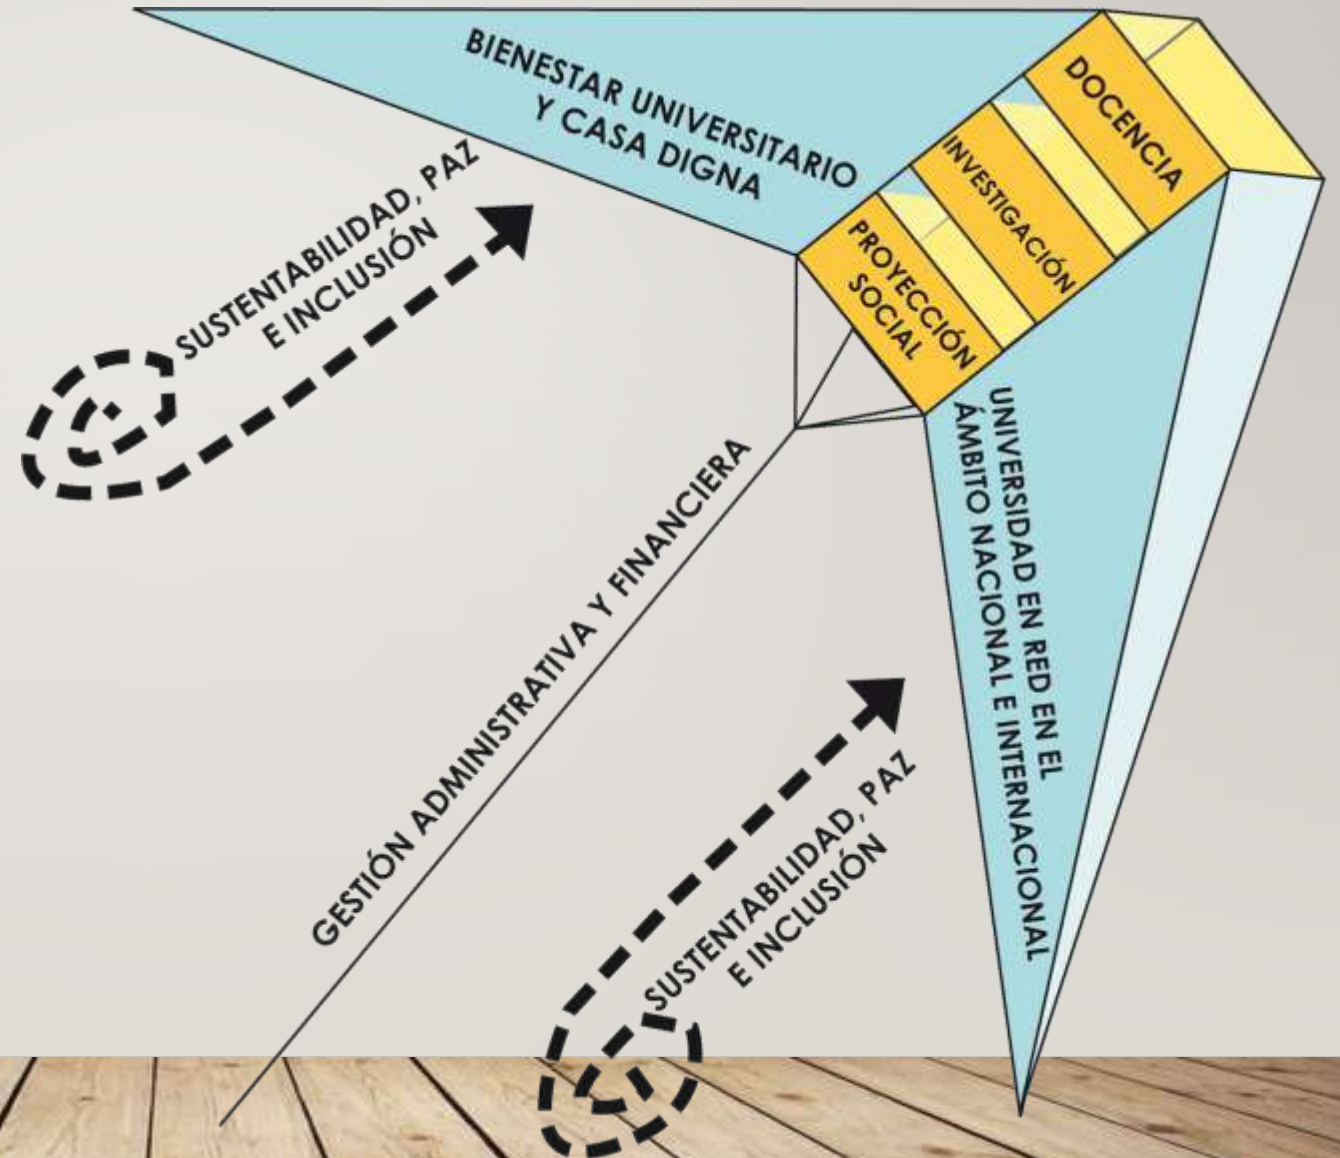 BIENESTAR UNIVERSITARIO
Y CASA DIGNA
DOCENCIA
INVESTIGACIÓN
PROYECCIÓN
SOCIAL
SUSTENTABILIDAD, PAZ
E INCLUSIÓN
UNIVERSIDAD EN RED EN EL
ÁMBITO NACIONAL E INTERNACIONAL
GESTIÓN ADMINISTRATIVA Y FINANCIERA
SUSTENTABILIDAD, PAZ
E INCLUSIÓN